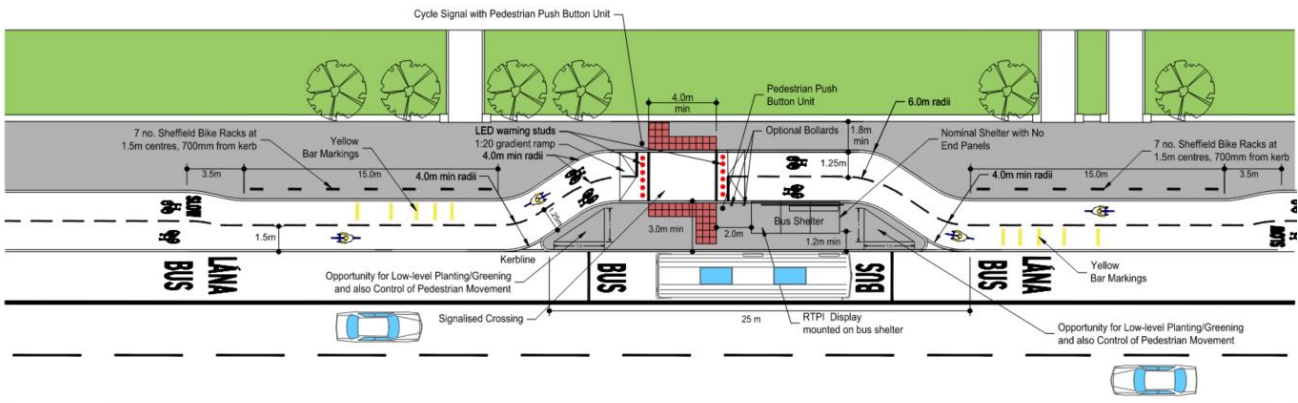 Cycle Signal with Pedestrian Push Button Unit
4.0m
min
Pedestrian Push
Button Unit
6.0m radii
7 no. Sheffield Bike Racks at
1.5m centres, 700mm from kerb
Yellow
Bar Markings
LED warning studs
1:20 gradient ramp
4.0m min radii
Optional Bollards
1.8m
min
Nominal Shelter with No
End Panels
7 no. Sheffield Bike Racks at
1.5m centres, 700mm from kerb
1.25m
3.5m
15.0m
4.0m min radii
4.0m min radii
15.0m
3.5m
SLOW
1.5m
1.25m
3.0m min
2.0m
Bus Shelter
1.2m min
SLOW
Kerbline
Yellow
Bar Markings
LÁNA
BUS
Opportunity for Low-level Planting/Greening
and also Control of Pedestrian Movement
BUS
BUS
LÁNA
BUS
Signalised Crossing
25 m
RTPI Display
mounted on bus shelter
Opportunity for Low-level Planting/Greening
and also Control of Pedestrian Movement